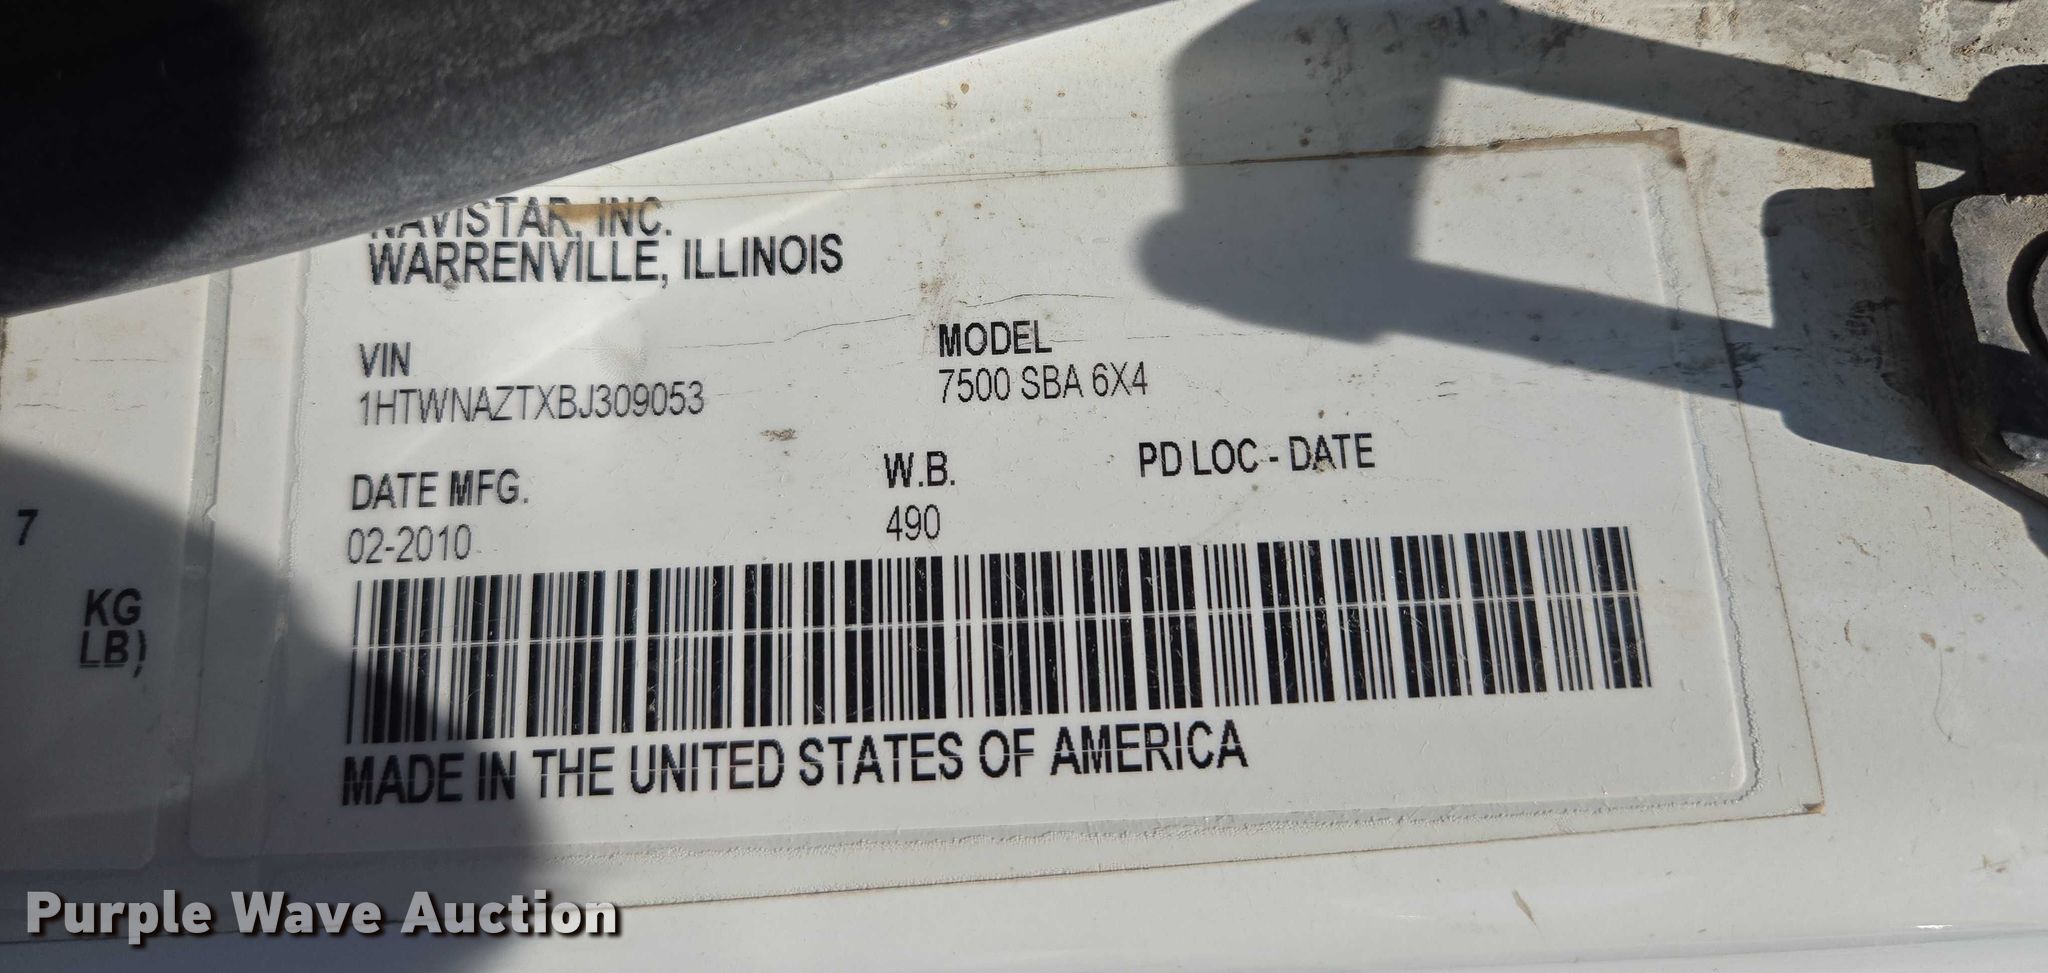 NAVISTAR, INC.
WARRENVILLE, ILLINOIS
VIN
1HTWNAZTXBJ309053
MODEL
7500 SBA 6X4
DATE MFG.
02-2010
W.B.
490
PD LOC - DATE
7
KG
LB)
MADE IN THE UNITED STATES OF AMERICA
Purple Wave Auction